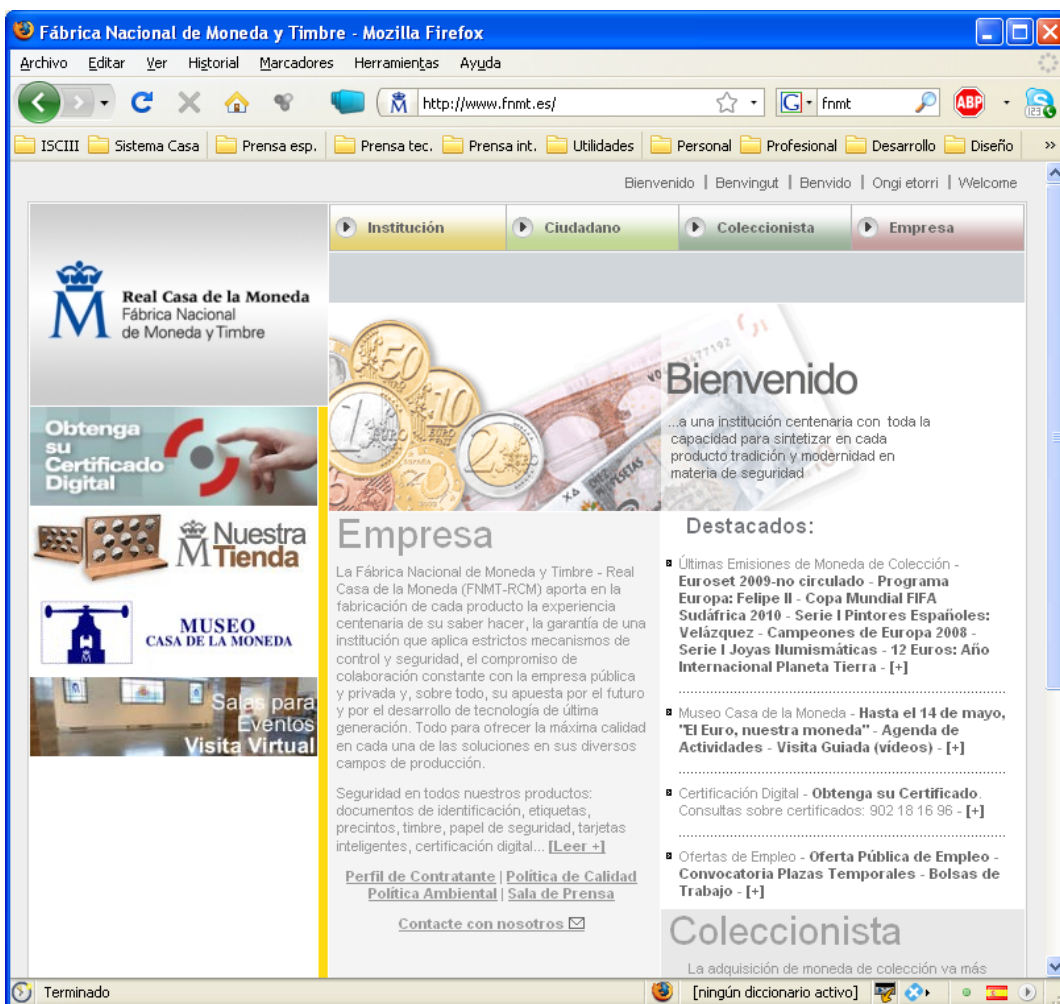 Fábrica Nacional de Moneda y Timbre - Mozilla Firefox
Archivo Editar Ver Historial Marcadores Herramientas Ayuda
http://www.fnmt.es/ G fnmt ABP 123
ISCIII Sistema Casa Prensa esp. Prensa tec. Prensa int. Utilidades Personal Profesional Desarrollo Diseño »
Bienvenido | Benvingut | Benvido | Ongi etorri | Welcome
Institución Ciudadano Coleccionista Empresa
M
Real Casa de la Moneda
Fábrica Nacional
de Moneda y Timbre
Obtenga
su
Certificado
Digital
Nuestra
Tienda
MUSEO
CASA DE LA MONEDA
Salas para
Eventos
Visita Virtual
Bienvenido
...a una institución centenaria con toda la
capacidad para sintetizar en cada
producto tradición y modernidad en
materia de seguridad
Empresa
La Fábrica Nacional de Moneda y Timbre - Real
Casa de la Moneda (FNMT-RCM) aporta en la
fabricación de cada producto la experiencia
centenaria de su saber hacer, la garantía de una
institución que aplica estrictos mecanismos de
control y seguridad, el compromiso de
colaboración constante con la empresa pública
y privada y, sobre todo, su apuesta por el futuro
y por el desarrollo de tecnología de última
generación. Todo para ofrecer la máxima calidad
en cada una de las soluciones en sus diversos
campos de producción.
Seguridad en todos nuestros productos:
documentos de identificación, etiquetas,
precintos, timbre, papel de seguridad, tarjetas
inteligentes, certificación digital... [Leer +]
Perfil de Contratante | Política de Calidad
Política Ambiental | Sala de Prensa
Contacte con nosotros
Destacados:
Últimas Emisiones de Moneda de Colección -
Euroset 2009-no circulado - Programa
Europa: Felipe II - Copa Mundial FIFA
Sudáfrica 2010 - Serie I Pintores Españoles:
Velázquez - Campeones de Europa 2008 -
Serie I Joyas Numismáticas - 12 Euros: Año
Internacional Planeta Tierra - [+]
Museo Casa de la Moneda - Hasta el 14 de mayo,
"El Euro, nuestra moneda" - Agenda de
Actividades - Visita Guiada (vídeos) - [+]
Certificación Digital - Obtenga su Certificado.
Consultas sobre certificados: 902 18 16 96 - [+]
Ofertas de Empleo - Oferta Pública de Empleo -
Convocatoria Plazas Temporales - Bolsas de
Trabajo - [+]
Coleccionista
La adquisición de moneda de colección va más
Terminado [ningún diccionario activo]